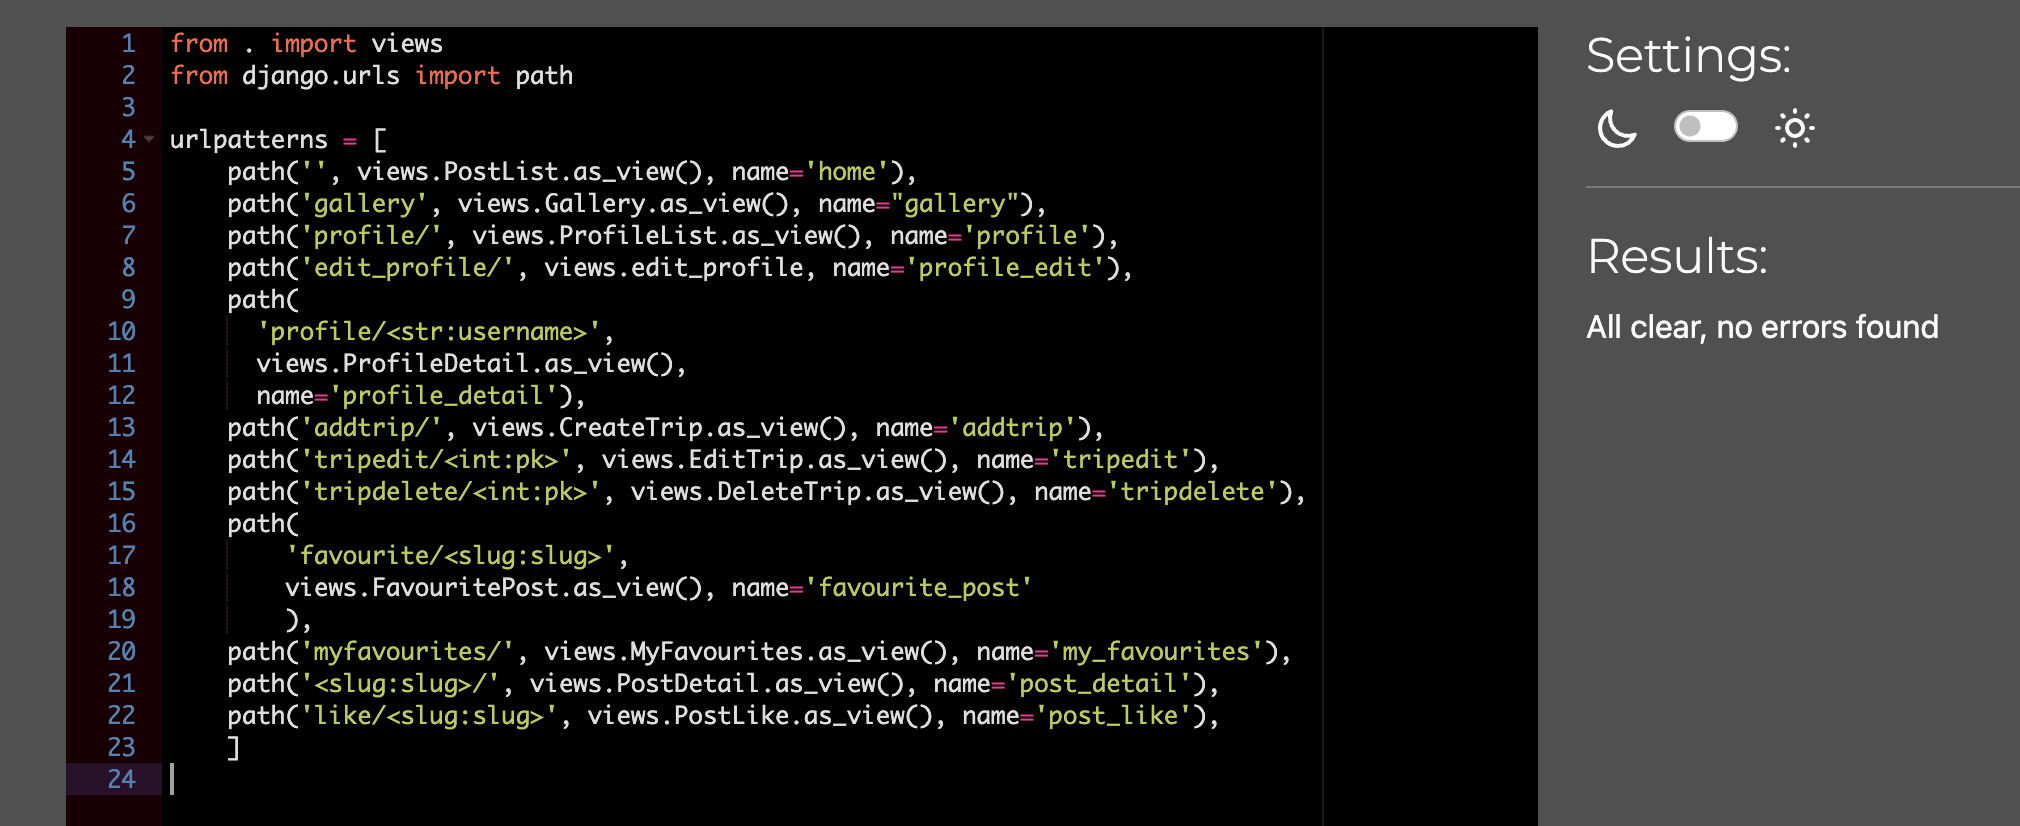 1 from . import views
2 from django.urls import path
3
4 urlpatterns = [
5     path('', views.PostList.as_view(), name='home'),
6     path('gallery', views.Gallery.as_view(), name="gallery"),
7     path('profile/', views.ProfileList.as_view(), name='profile'),
8     path('edit_profile/', views.edit_profile, name='profile_edit'),
9     path(
10       'profile/<str:username>',
11       views.ProfileDetail.as_view(),
12       name='profile_detail'),
13     path('addtrip/', views.CreateTrip.as_view(), name='addtrip'),
14     path('tripedit/<int:pk>', views.EditTrip.as_view(), name='tripedit'),
15     path('tripdelete/<int:pk>', views.DeleteTrip.as_view(), name='tripdelete'),
16     path(
17         'favourite/<slug:slug>',
18         views.FavouritePost.as_view(), name='favourite_post'
19         ),
20     path('myfavourites/', views.MyFavourites.as_view(), name='my_favourites'),
21     path('<slug:slug>/', views.PostDetail.as_view(), name='post_detail'),
22     path('like/<slug:slug>', views.PostLike.as_view(), name='post_like'),
23     ]
24
Settings:
Results:
All clear, no errors found